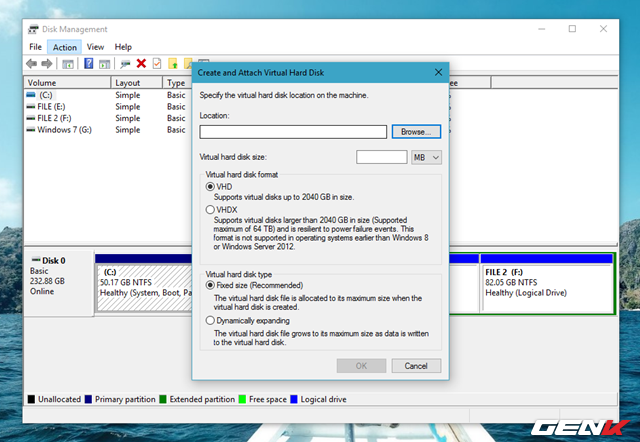 Disk Management
File Action View Help
Volume Layout Type
(C:) Simple Basic
FILE (E:) Simple Basic
FILE 2 (F:) Simple Basic
Windows 7 (G:) Simple Basic
Create and Attach Virtual Hard Disk
Specify the virtual hard disk location on the machine.
Location:
Browse...
Virtual hard disk size:
MB
Virtual hard disk format
VHD
Supports virtual disks up to 2040 GB in size.
VHDX
Supports virtual disks larger than 2040 GB in size (Supported
maximum of 64 TB) and is resilient to power failure events. This
format is not supported in operating systems earlier than Windows 8
or Windows Server 2012.
Virtual hard disk type
Fixed size (Recommended)
The virtual hard disk file is allocated to its maximum size when the
virtual hard disk is created.
Dynamically expanding
The virtual hard disk file grows to its maximum size as data is written
to the virtual hard disk.
OK Cancel
Disk 0
Basic
232.88 GB
Online
(C:)
50.17 GB NTFS
Healthy (System, Boot, Pa
FILE 2 (F:)
82.05 GB NTFS
Healthy (Logical Drive)
Unallocated Primary partition Extended partition Free space Logical drive
GENK